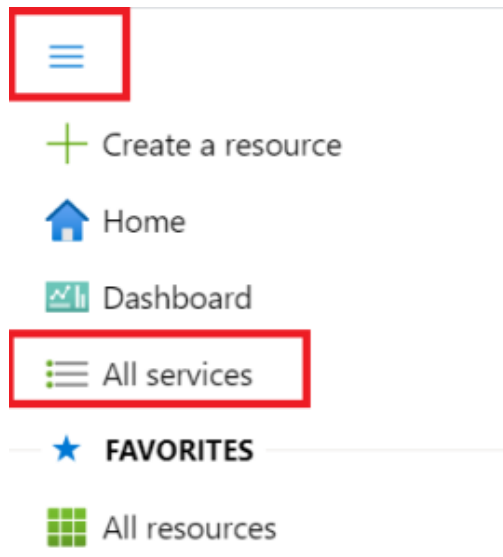 Create a resource
Home
Dashboard
All services
FAVORITES
All resources